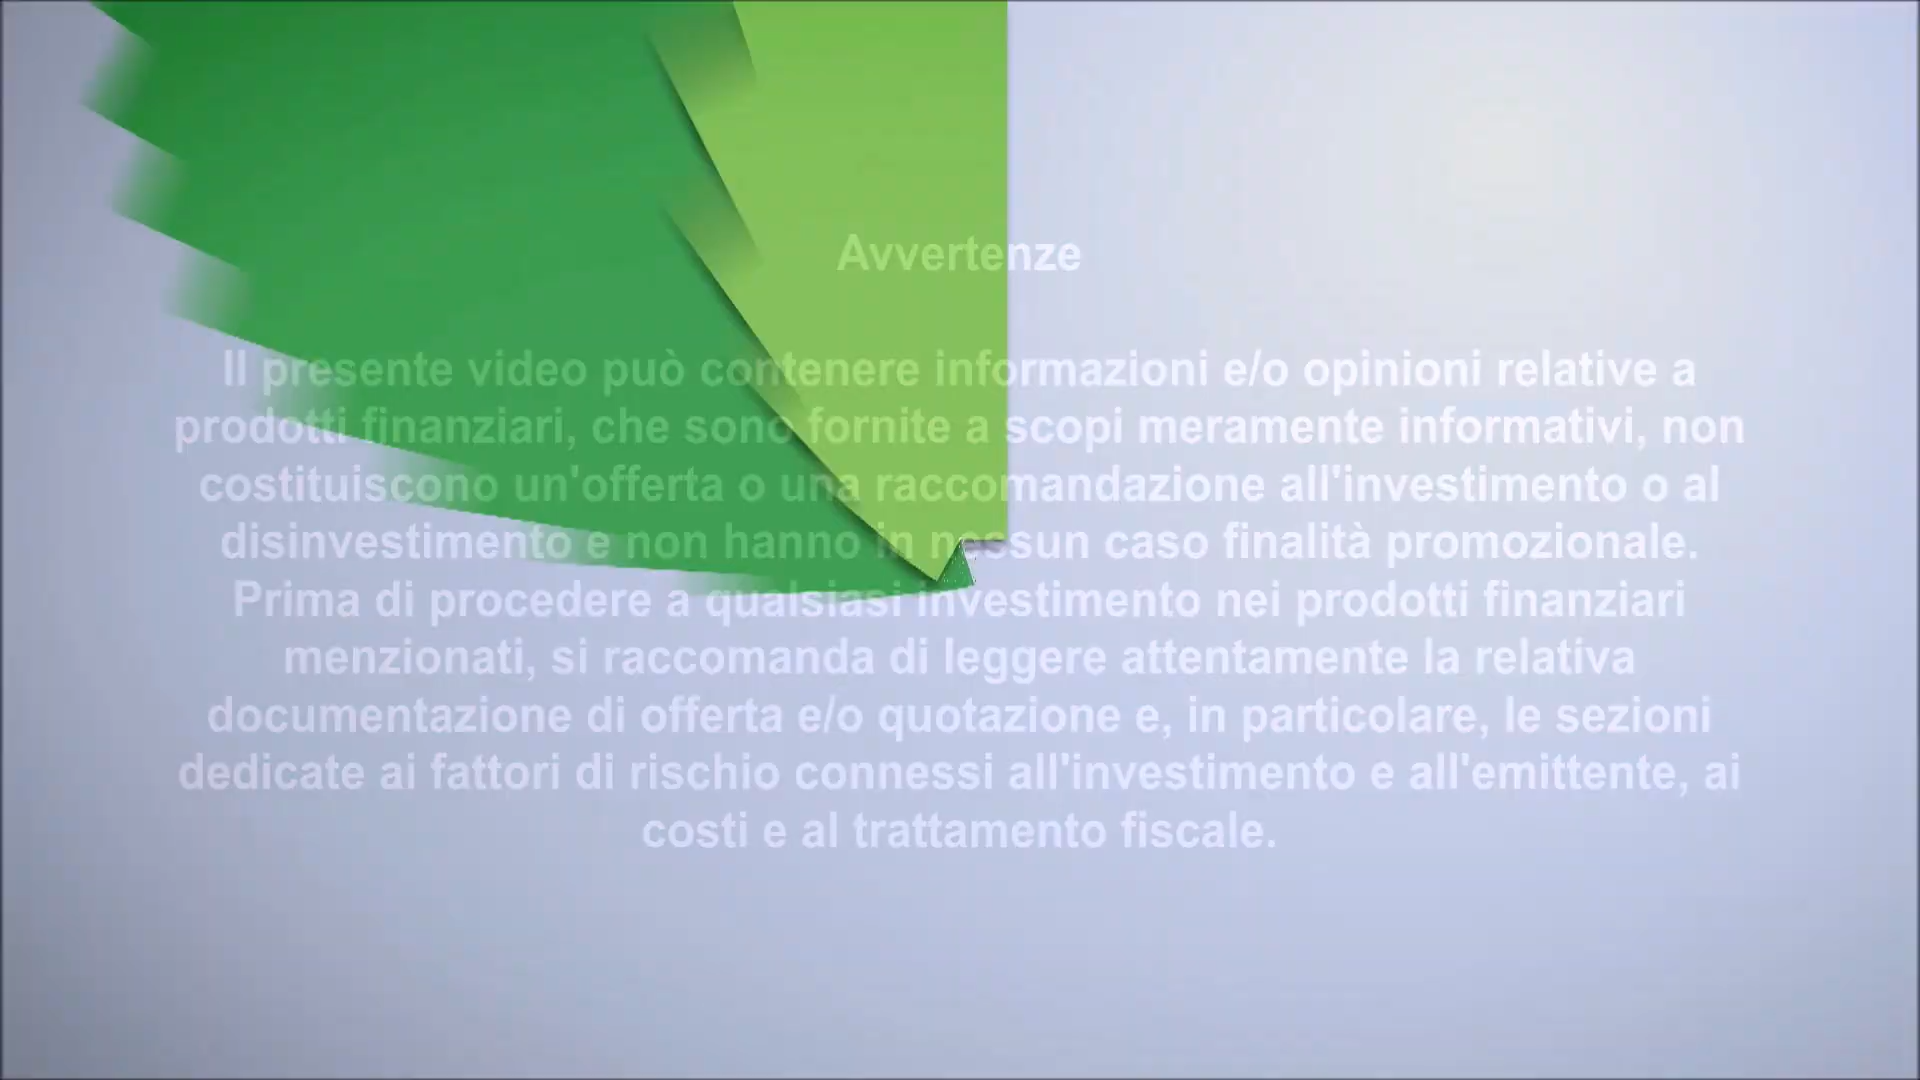 Avvertenze
Il presente video può contenere informazioni e/o opinioni relative a
prodotti finanziari, che sono fornite a scopi meramente informativi, non
costituiscono un'offerta o una raccomandazione all'investimento o al
disinvestimento e non hanno in nessun caso finalità promozionale.
Prima di procedere a qualsiasi investimento nei prodotti finanziari
menzionati, si raccomanda di leggere attentamente la relativa
documentazione di offerta e/o quotazione e, in particolare, le sezioni
dedicate ai fattori di rischio connessi all'investimento e all'emittente, ai
costi e al trattamento fiscale.